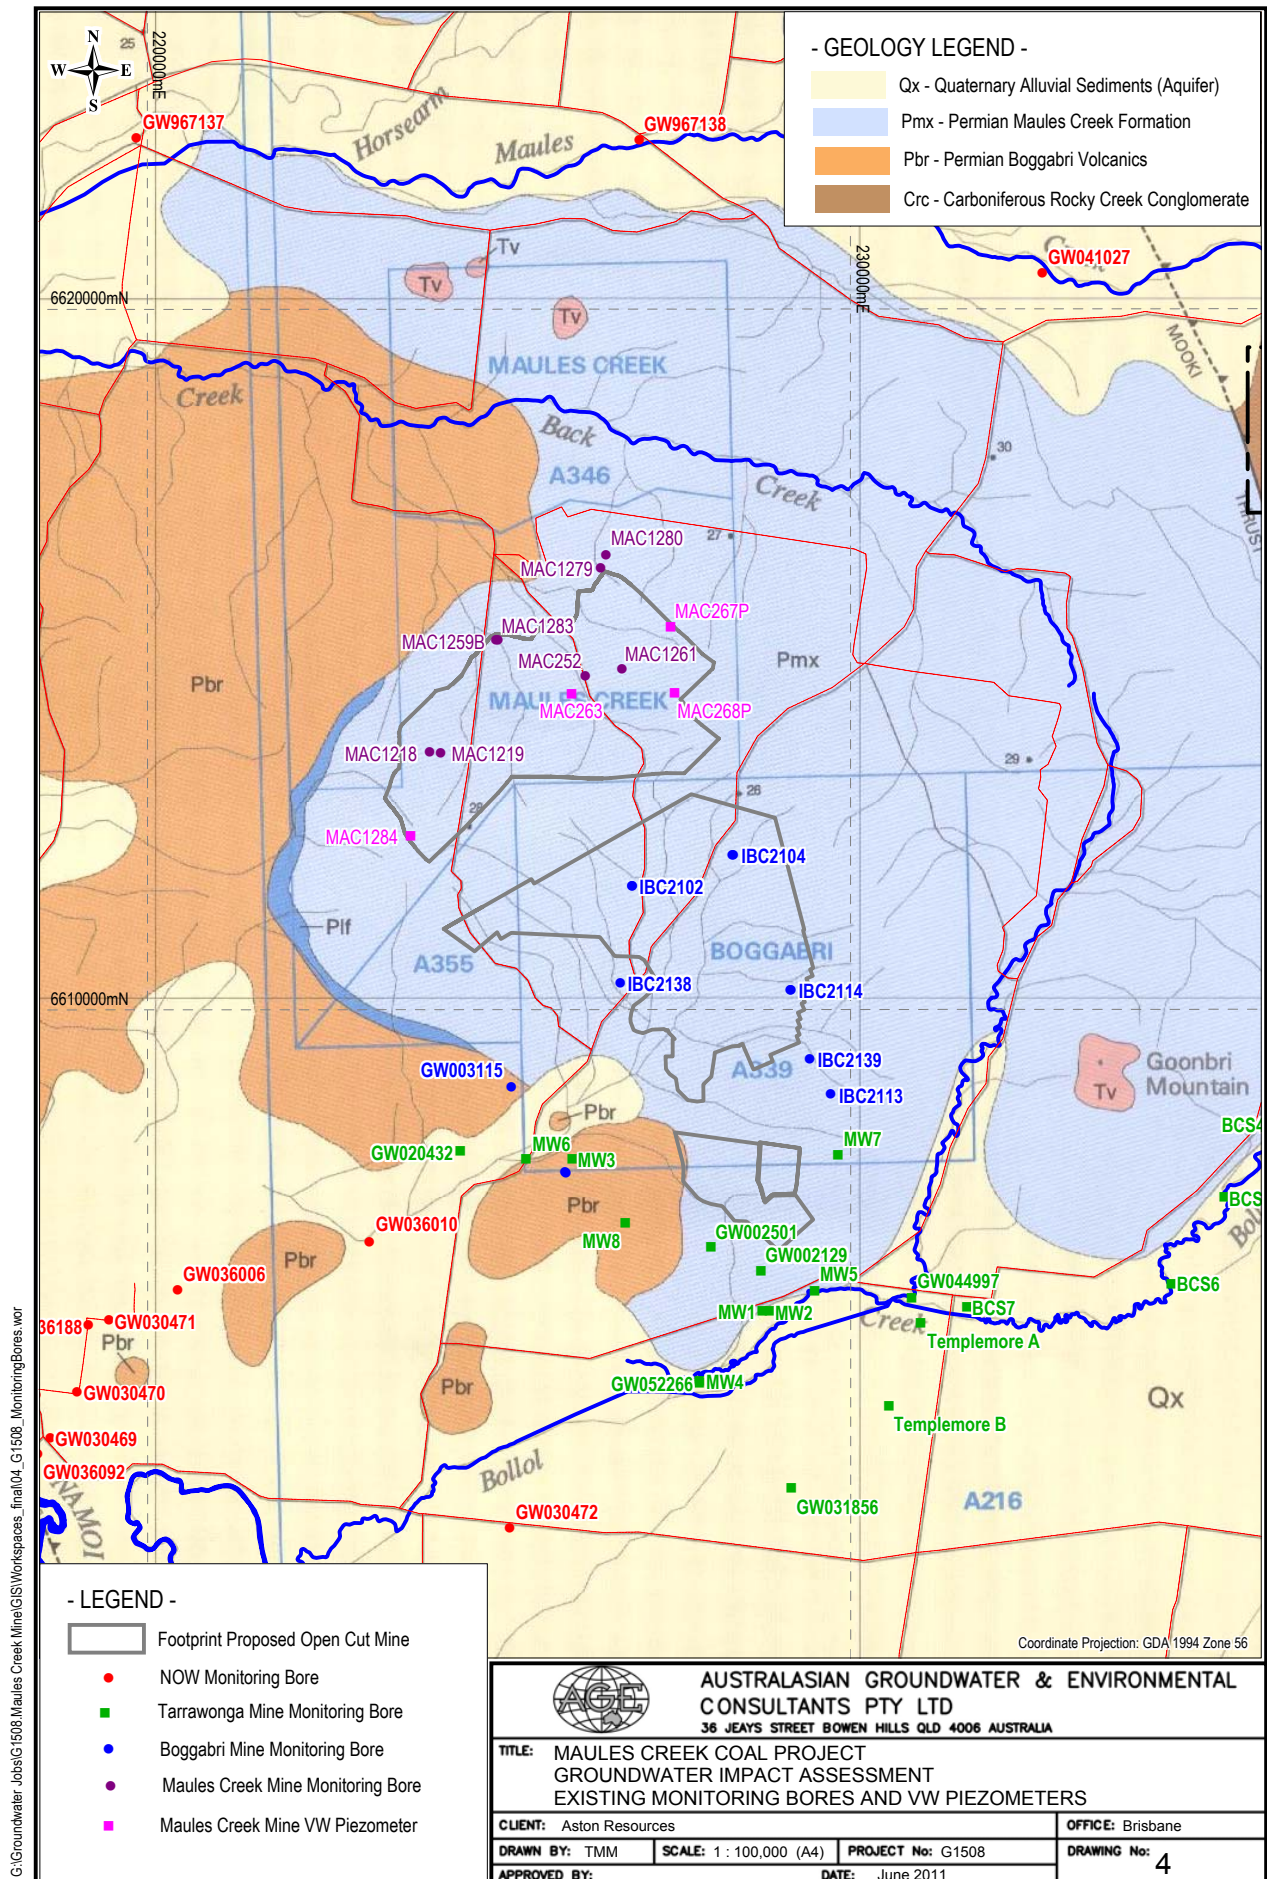 N
W E
S
25
220000mE
GW967137
Horsearm
Maules
GW967138
- GEOLOGY LEGEND -
Qx - Quaternary Alluvial Sediments (Aquifer)
Pmx - Permian Maules Creek Formation
Pbr - Permian Boggabri Volcanics
Crc - Carboniferous Rocky Creek Conglomerate
GW041027
Tv
Tv
Tv
230000mE
6620000mN
MOOKI
THRUST
MAULES CREEK
Creek
Back
Creek
30
A346
27
MAC1280
MAC1279
MAC267P
MAC1283
MAC1259B
MAC1261
MAC252
Pmx
Pbr
MAULES CREEK
MAC263
MAC268P
MAC1218
MAC1219
29
28
26
MAC1284
IBC2104
IBC2102
Plf
A355
BOGGABRI
IBC2138
IBC2114
6610000mN
IBC2139
A339
Goonbri
Mountain
Tv
GW003115
IBC2113
Pbr
BCS4
GW020432
MW6
MW3
MW7
BCS
Pbr
MW8
GW036010
GW002501
Pbr
GW002129
GW036006
MW5
GW044997
BCS6
36188
GW030471
MW1
MW2
BCS7
Creek
Templemore A
Pbr
GW030470
Pbr
GW052266
MW4
Qx
Templemore B
GW030469
GW036092
Bollol
NAMOI
GW031856
A216
GW030472
- LEGEND -
Footprint Proposed Open Cut Mine
NOW Monitoring Bore
Tarrawonga Mine Monitoring Bore
Boggabri Mine Monitoring Bore
Maules Creek Mine Monitoring Bore
Maules Creek Mine VW Piezometer
Coordinate Projection: GDA 1994 Zone 56
AGE
AUSTRALASIAN GROUNDWATER & ENVIRONMENTAL
CONSULTANTS PTY LTD
36 JEAYS STREET BOWEN HILLS QLD 4006 AUSTRALIA
TITLE: MAULES CREEK COAL PROJECT
GROUNDWATER IMPACT ASSESSMENT
EXISTING MONITORING BORES AND VW PIEZOMETERS
CLIENT: Aston Resources
OFFICE: Brisbane
DRAWN BY: TMM
SCALE: 1 : 100,000 (A4)
PROJECT No: G1508
DRAWING No: 4
APPROVED BY:
DATE: June 2011
G:\Groundwater Jobs\G1508.Maules Creek Mine\GIS\Workspaces_final\04_G1508_MonitoringBores.wor